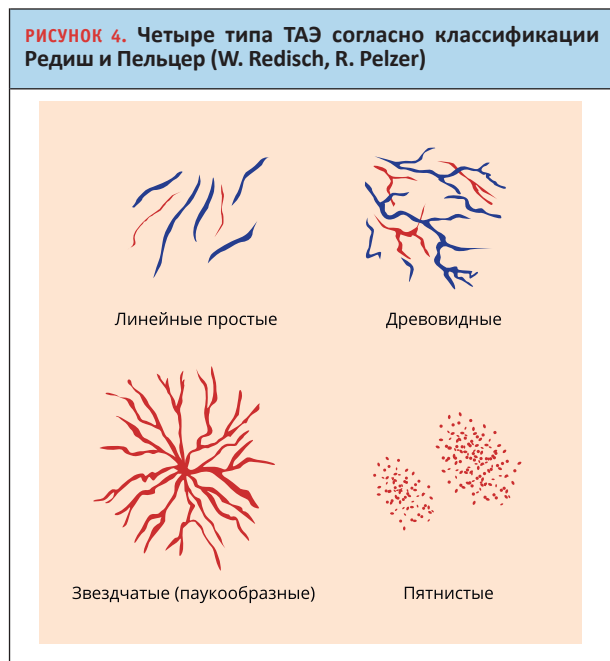 РИСУНОК 4. Четыре типа ТАЭ согласно классификации
Редиш и Пельцер (W. Redisch, R. Pelzer)
Линейные простые
Древовидные
Звездчатые (паукообразные)
Пятнистые